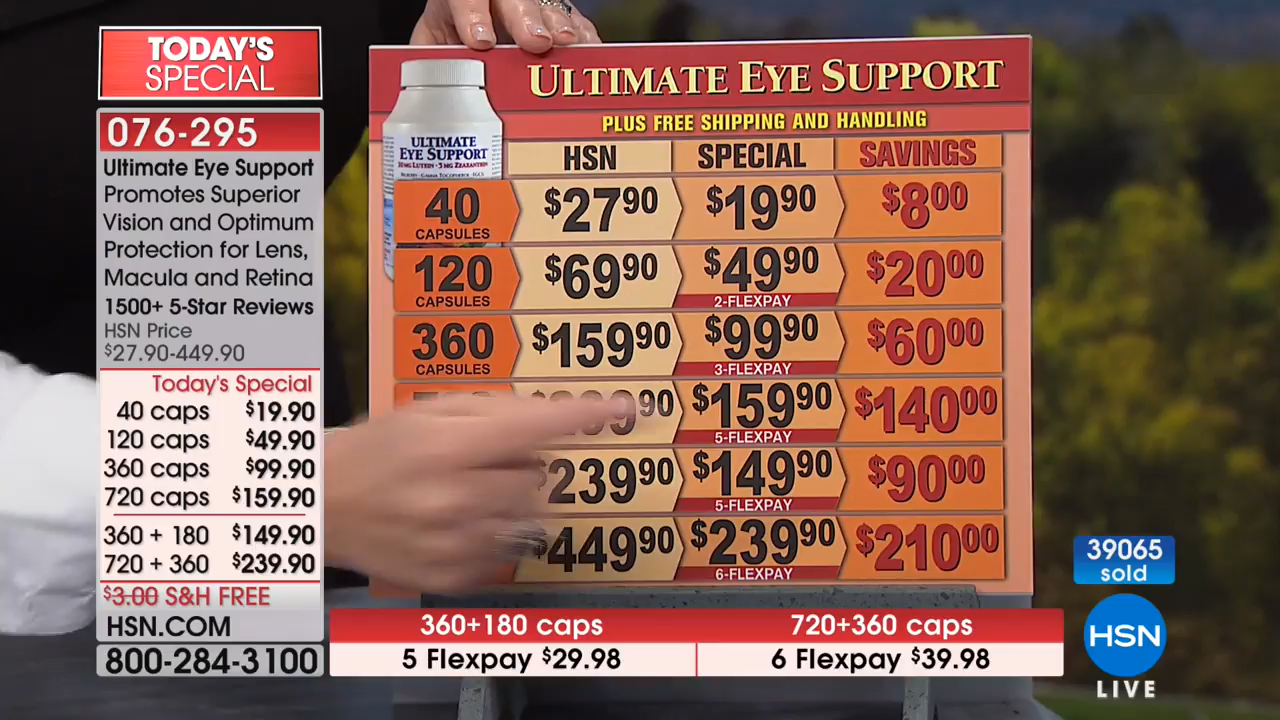 TODAY'S
SPECIAL
076-295
Ultimate Eye Support
Promotes Superior
Vision and Optimum
Protection for Lens,
Macula and Retina
1500+ 5-Star Reviews
HSN Price
$27.90-449.90
Today's Special
40 caps $19.90
120 caps $49.90
360 caps $99.90
720 caps $159.90
360 + 180 $149.90
720 + 360 $239.90
$3.00 S&H FREE
HSN.COM
800-284-3100
ULTIMATE EYE SUPPORT
PLUS FREE SHIPPING AND HANDLING
ULTIMATE
EYE SUPPORT
HSN SPECIAL SAVINGS
40 CAPSULES $27.90 $19.90 $8.00
120 CAPSULES $69.90 $49.90 $20.00
2-FLEXPAY
360 CAPSULES $159.90 $99.90 $60.00
3-FLEXPAY
$159.90 $140.00
5-FLEXPAY
$239.90 $149.90 $90.00
5-FLEXPAY
$449.90 $239.90 $210.00
6-FLEXPAY
360+180 caps 720+360 caps
5 Flexpay $29.98 6 Flexpay $39.98
39065
sold
HSN
LIVE